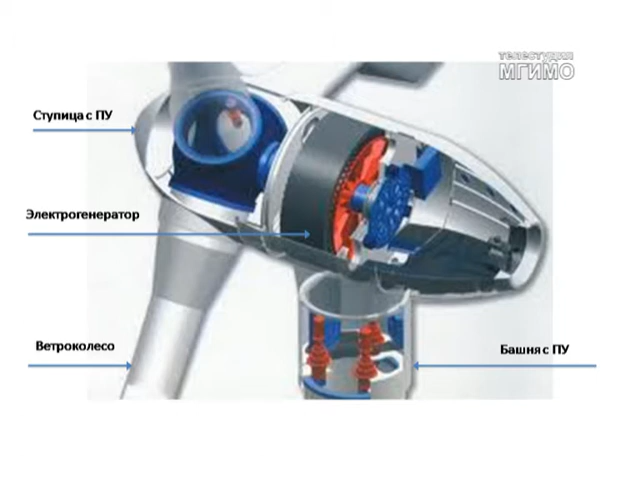 телестудия
МГИМО
Ступица с ПУ
Электрогенератор
Ветроколесо
Башня с ПУ